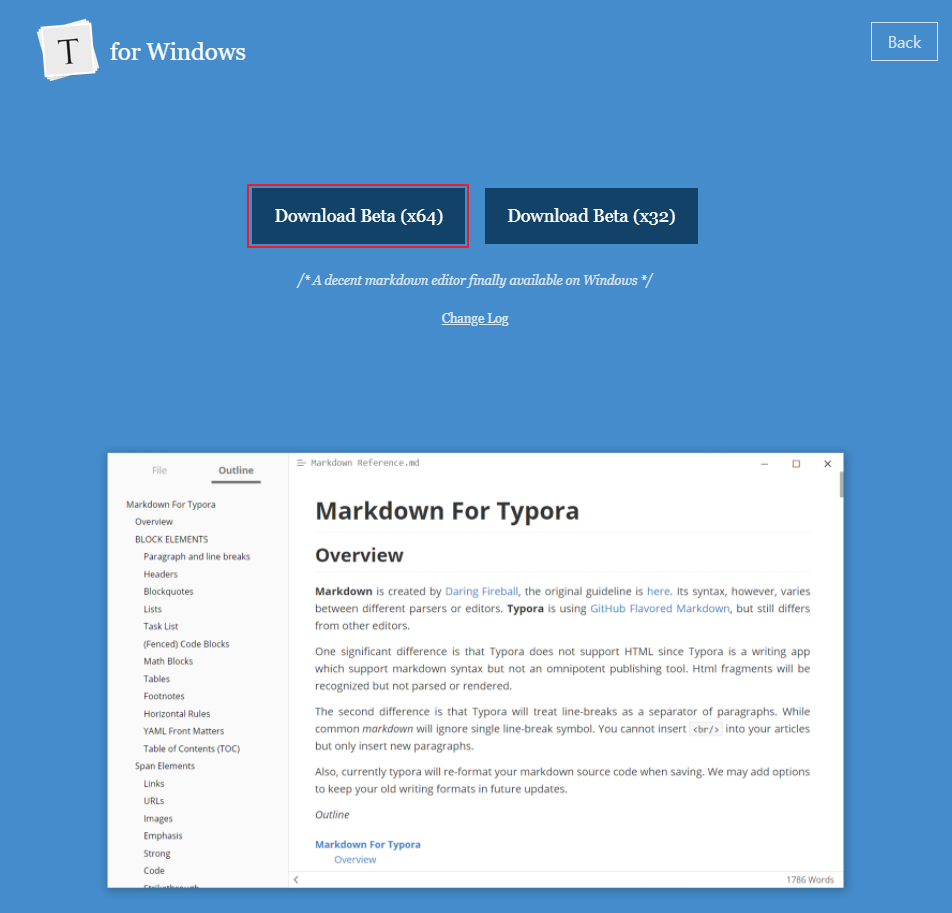 T for Windows
Back
Download Beta (x64)
Download Beta (x32)
/* A decent markdown editor finally available on Windows */
Change Log
File
Outline
Markdown For Typora
Overview
BLOCK ELEMENTS
Paragraph and line breaks
Headers
Blockquotes
Lists
Task List
(Fenced) Code Blocks
Math Blocks
Tables
Footnotes
Horizontal Rules
YAML Front Matters
Table of Contents (TOC)
Span Elements
Links
URLs
Images
Emphasis
Strong
Code
Strikethrough
Markdown Reference.md
Markdown For Typora
Overview
Markdown is created by Daring Fireball, the original guideline is here. Its syntax, however, varies
between different parsers or editors. Typora is using GitHub Flavored Markdown, but still differs
from other editors.
One significant difference is that Typora does not support HTML since Typora is a writing app
which support markdown syntax but not an omnipotent publishing tool. Html fragments will be
recognized but not parsed or rendered.
The second difference is that Typora will treat line-breaks as a separator of paragraphs. While
common markdown will ignore single line-break symbol. You cannot insert <br/> into your articles
but only insert new paragraphs.
Also, currently typora will re-format your markdown source code when saving. We may add options
to keep your old writing formats in future updates.
Outline
Markdown For Typora
Overview
1786 Words